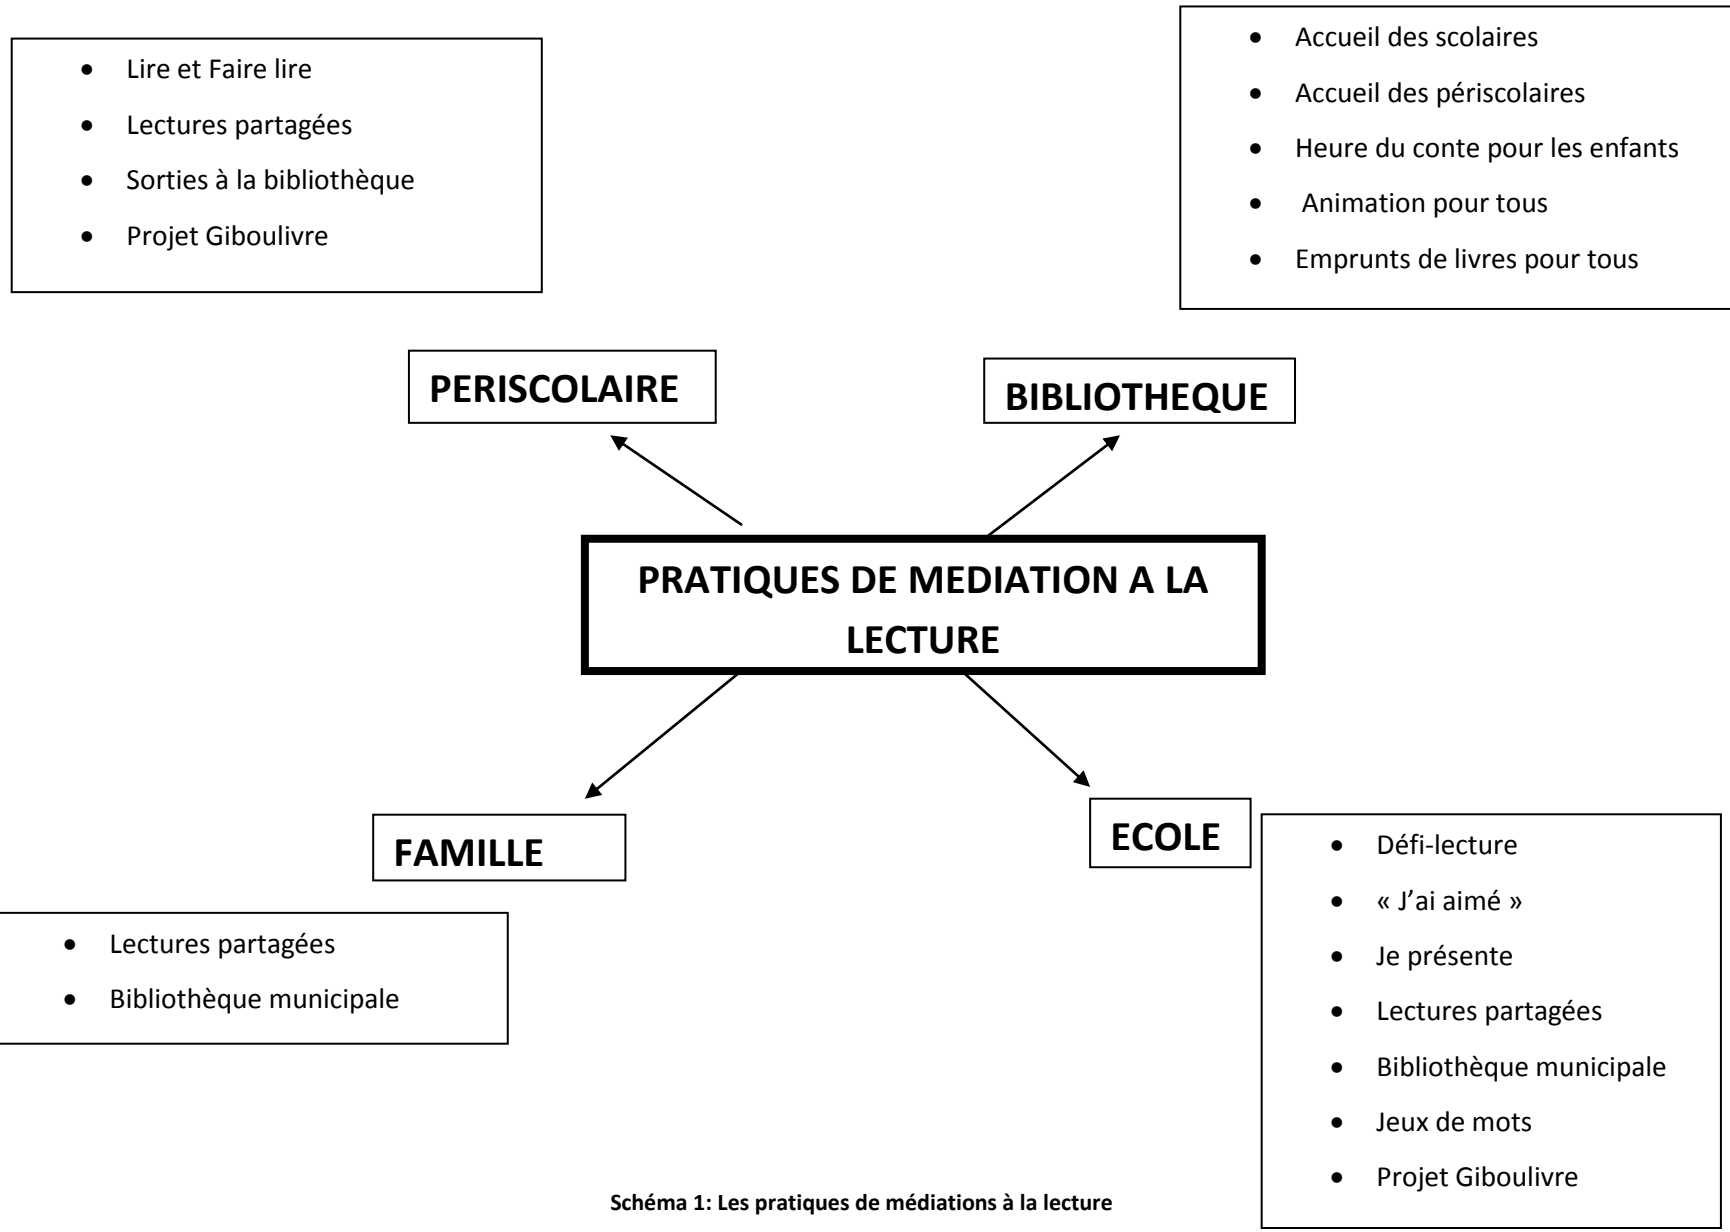 • Lire et Faire lire
• Lectures partagées
• Sorties à la bibliothèque
• Projet Giboulivre
• Accueil des scolaires
• Accueil des périscolaires
• Heure du conte pour les enfants
• Animation pour tous
• Emprunts de livres pour tous
PERISCOLAIRE
BIBLIOTHEQUE
PRATIQUES DE MEDIATION A LA
LECTURE
FAMILLE
ECOLE
• Lectures partagées
• Bibliothèque municipale
• Défi-lecture
• « J’ai aimé »
• Je présente
• Lectures partagées
• Bibliothèque municipale
• Jeux de mots
• Projet Giboulivre
Schéma 1: Les pratiques de médiations à la lecture